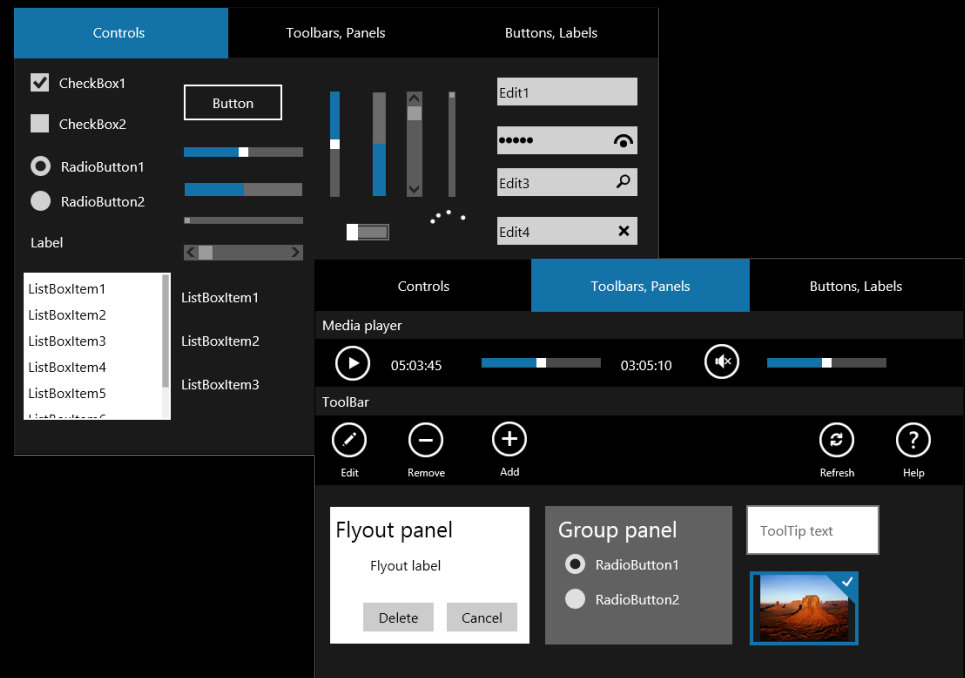 Controls
Toolbars, Panels
Buttons, Labels
CheckBox1
CheckBox2
RadioButton1
RadioButton2
Label
ListBoxItem1
ListBoxItem2
ListBoxItem3
ListBoxItem4
ListBoxItem5
ListBoxItem6
Button
ListBoxItem1
ListBoxItem2
ListBoxItem3
Edit1
•••••
Edit3
Edit4
Controls
Toolbars, Panels
Buttons, Labels
Media player
05:03:45
03:05:10
ToolBar
Edit
Remove
Add
Refresh
? Help
Flyout panel
Flyout label
Delete
Cancel
Group panel
RadioButton1
RadioButton2
ToolTip text